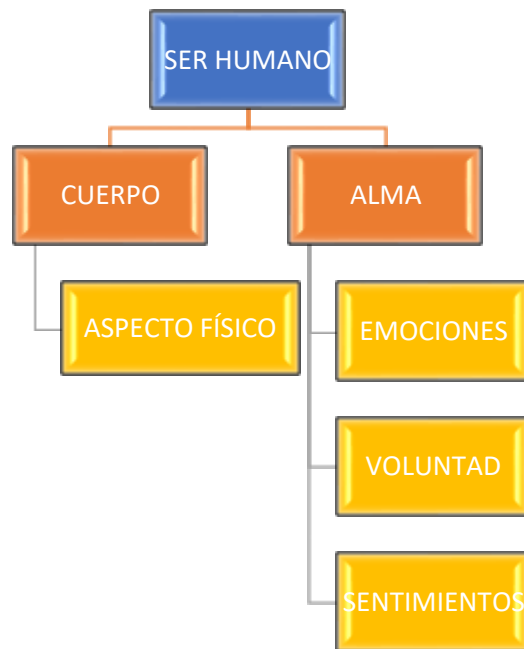 SER HUMANO
CUERPO
ALMA
ASPECTO FÍSICO
EMOCIONES
VOLUNTAD
SENTIMIENTOS